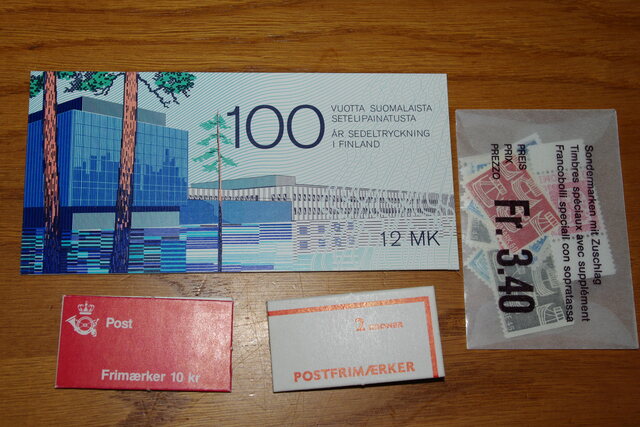 100
VUOTTA SUOMALAISTA
SETELIPAINATUSTA
ÅR SEDELTRYCKNING
I FINLAND
12 MK
Sondermarken mit Zuschlag
Timbres spéciaux avec supplément
Francobolli speciali con sopratassa
PREIS
PRIX
PREZZO
Fr. 3.40
Post
Frimærker 10 kr
2 KRONER
POSTFRIMÆRKER